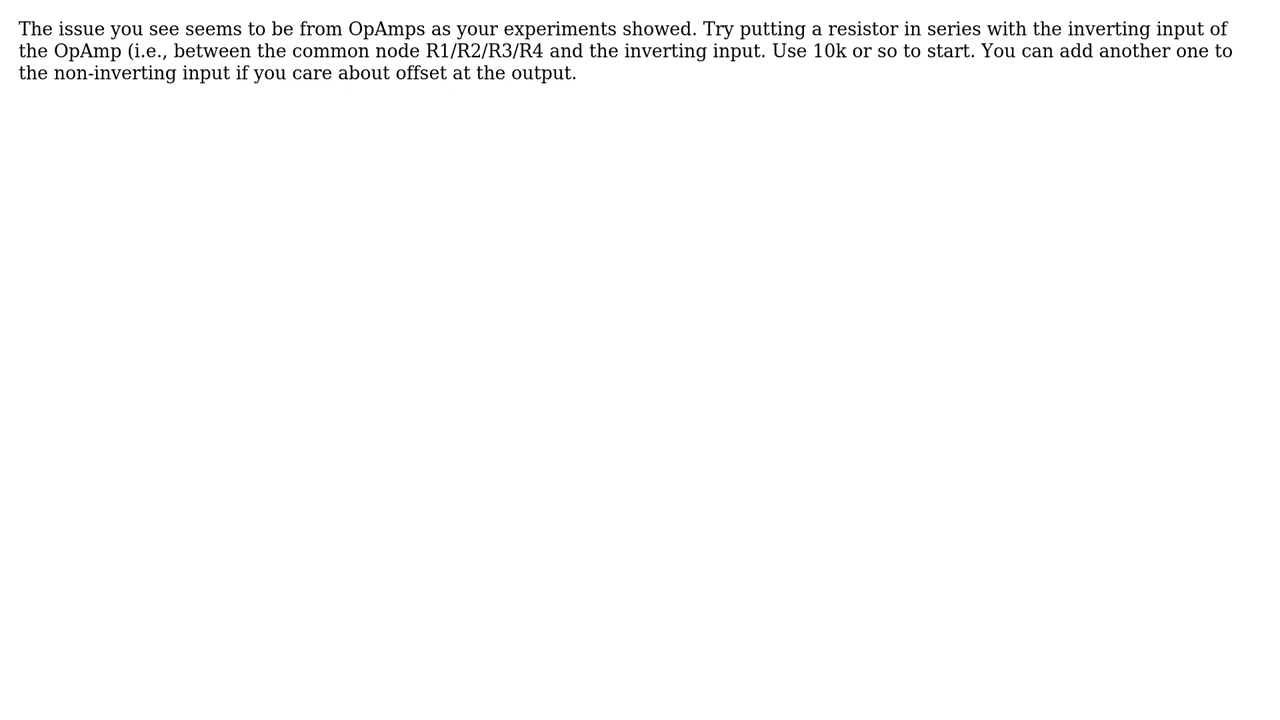 The issue you see seems to be from OpAmps as your experiments showed. Try putting a resistor in series with the inverting input of
the OpAmp (i.e., between the common node R1/R2/R3/R4 and the inverting input. Use 10k or so to start. You can add another one to
the non-inverting input if you care about offset at the output.